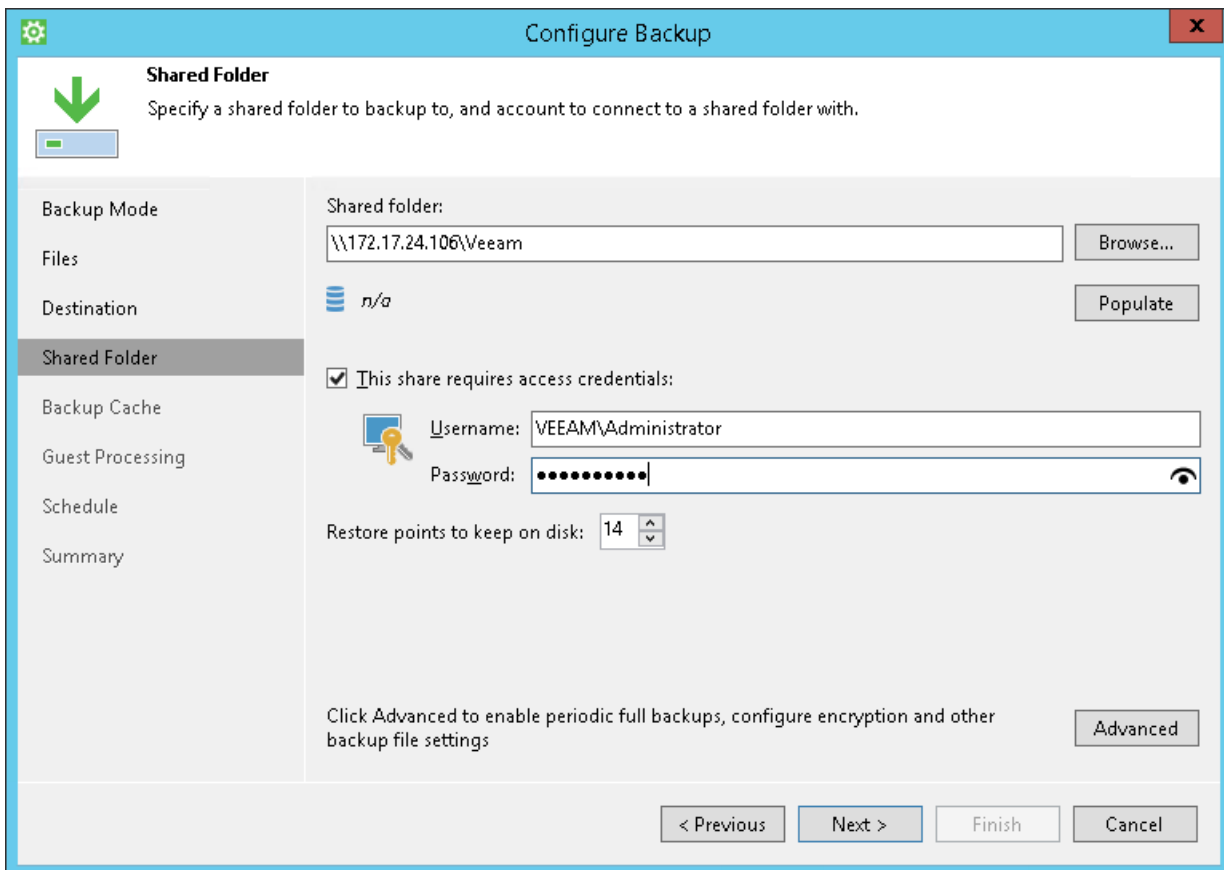 Configure Backup
x
Shared Folder
Specify a shared folder to backup to, and account to connect to a shared folder with.
Backup Mode
Files
Destination
Shared Folder
Backup Cache
Guest Processing
Schedule
Summary
Shared folder:
\\172.17.24.106\Veeam
Browse...
n/a
Populate
This share requires access credentials:
Username: VEEAM\Administrator
Password: ●●●●●●●●●●
Restore points to keep on disk: 14
Click Advanced to enable periodic full backups, configure encryption and other
backup file settings
Advanced
< Previous Next > Finish Cancel